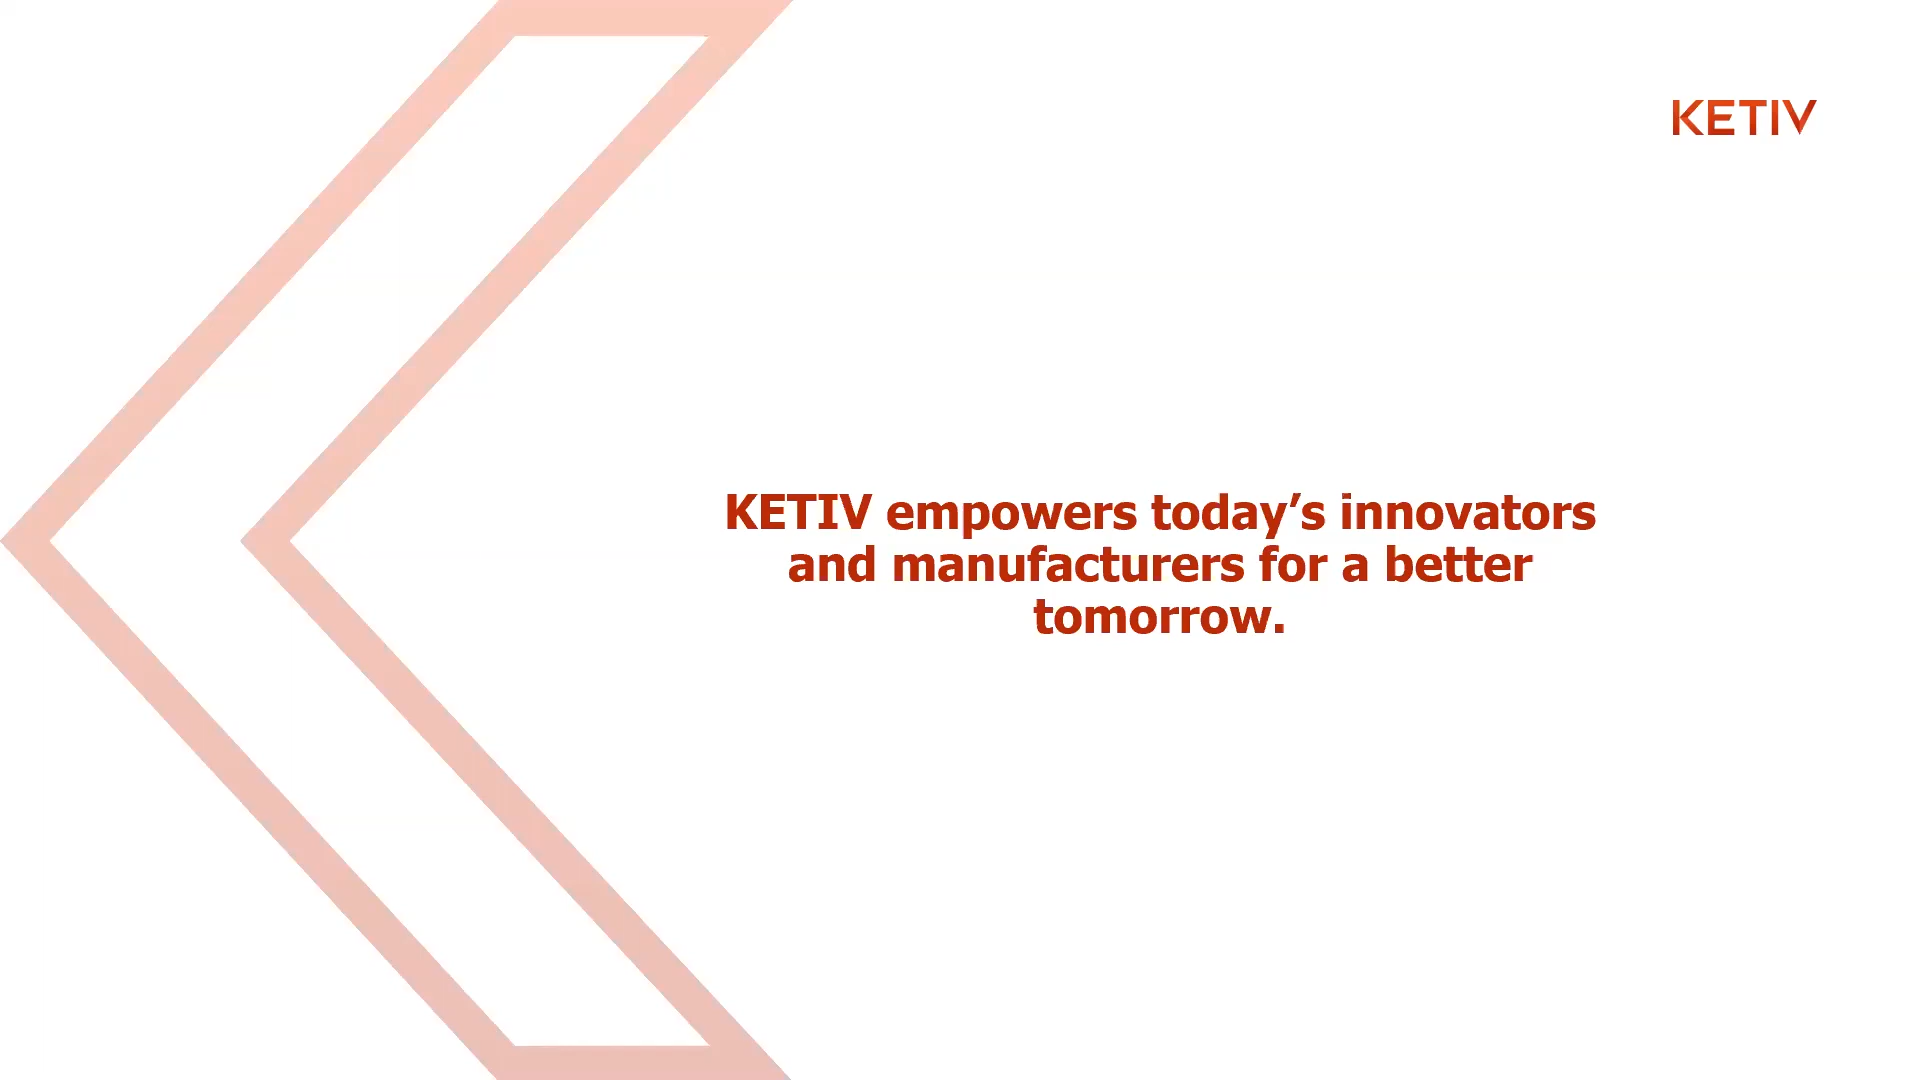 KETIV
KETIV empowers today’s innovators
and manufacturers for a better
tomorrow.